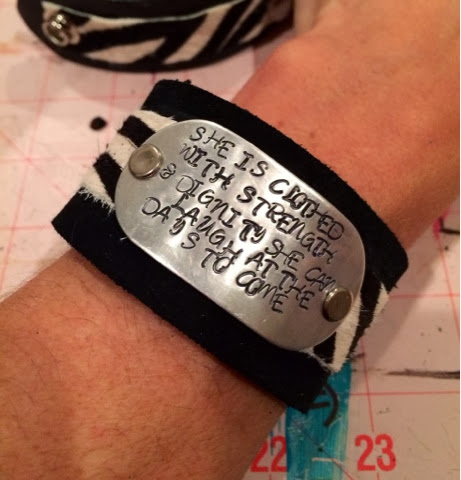 SHE IS CLOTHED
WITH STRENGTH
& DIGNITY SHE CAN
LAUGH AT THE
DAYS TO COME
22
23